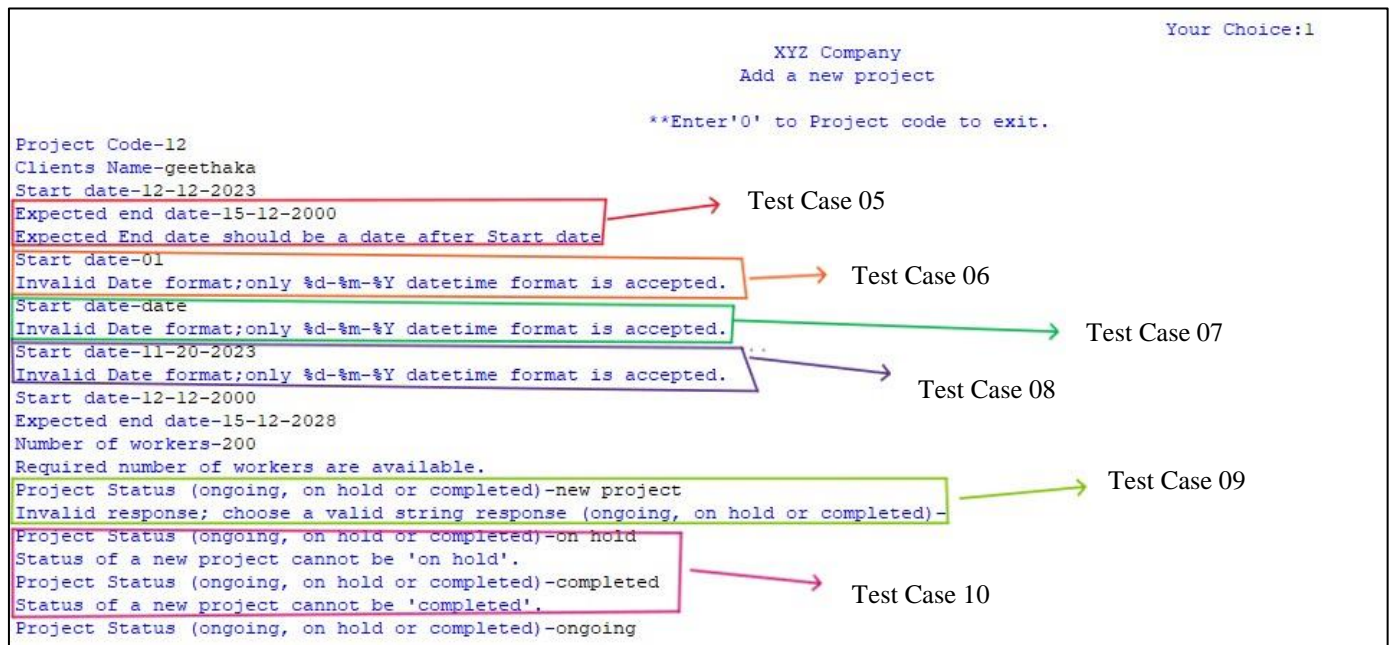 Your Choice:1
XYZ Company
Add a new project
**Enter'0' to Project code to exit.
Project Code-12
Clients Name-geethaka
Start date-12-12-2023
Expected end date-15-12-2000
Expected End date should be a date after Start date
Test Case 05
Start date-01
Invalid Date format;only %d-%m-%Y datetime format is accepted.
Test Case 06
Start date-date
Invalid Date format;only %d-%m-%Y datetime format is accepted.
Test Case 07
Start date-11-20-2023
Invalid Date format;only %d-%m-%Y datetime format is accepted.
Test Case 08
Start date-12-12-2000
Expected end date-15-12-2028
Number of workers-200
Required number of workers are available.
Project Status (ongoing, on hold or completed)-new project
Invalid response; choose a valid string response (ongoing, on hold or completed)-
Test Case 09
Project Status (ongoing, on hold or completed)-on hold
Status of a new project cannot be 'on hold'.
Project Status (ongoing, on hold or completed)-completed
Status of a new project cannot be 'completed'.
Test Case 10
Project Status (ongoing, on hold or completed)-ongoing